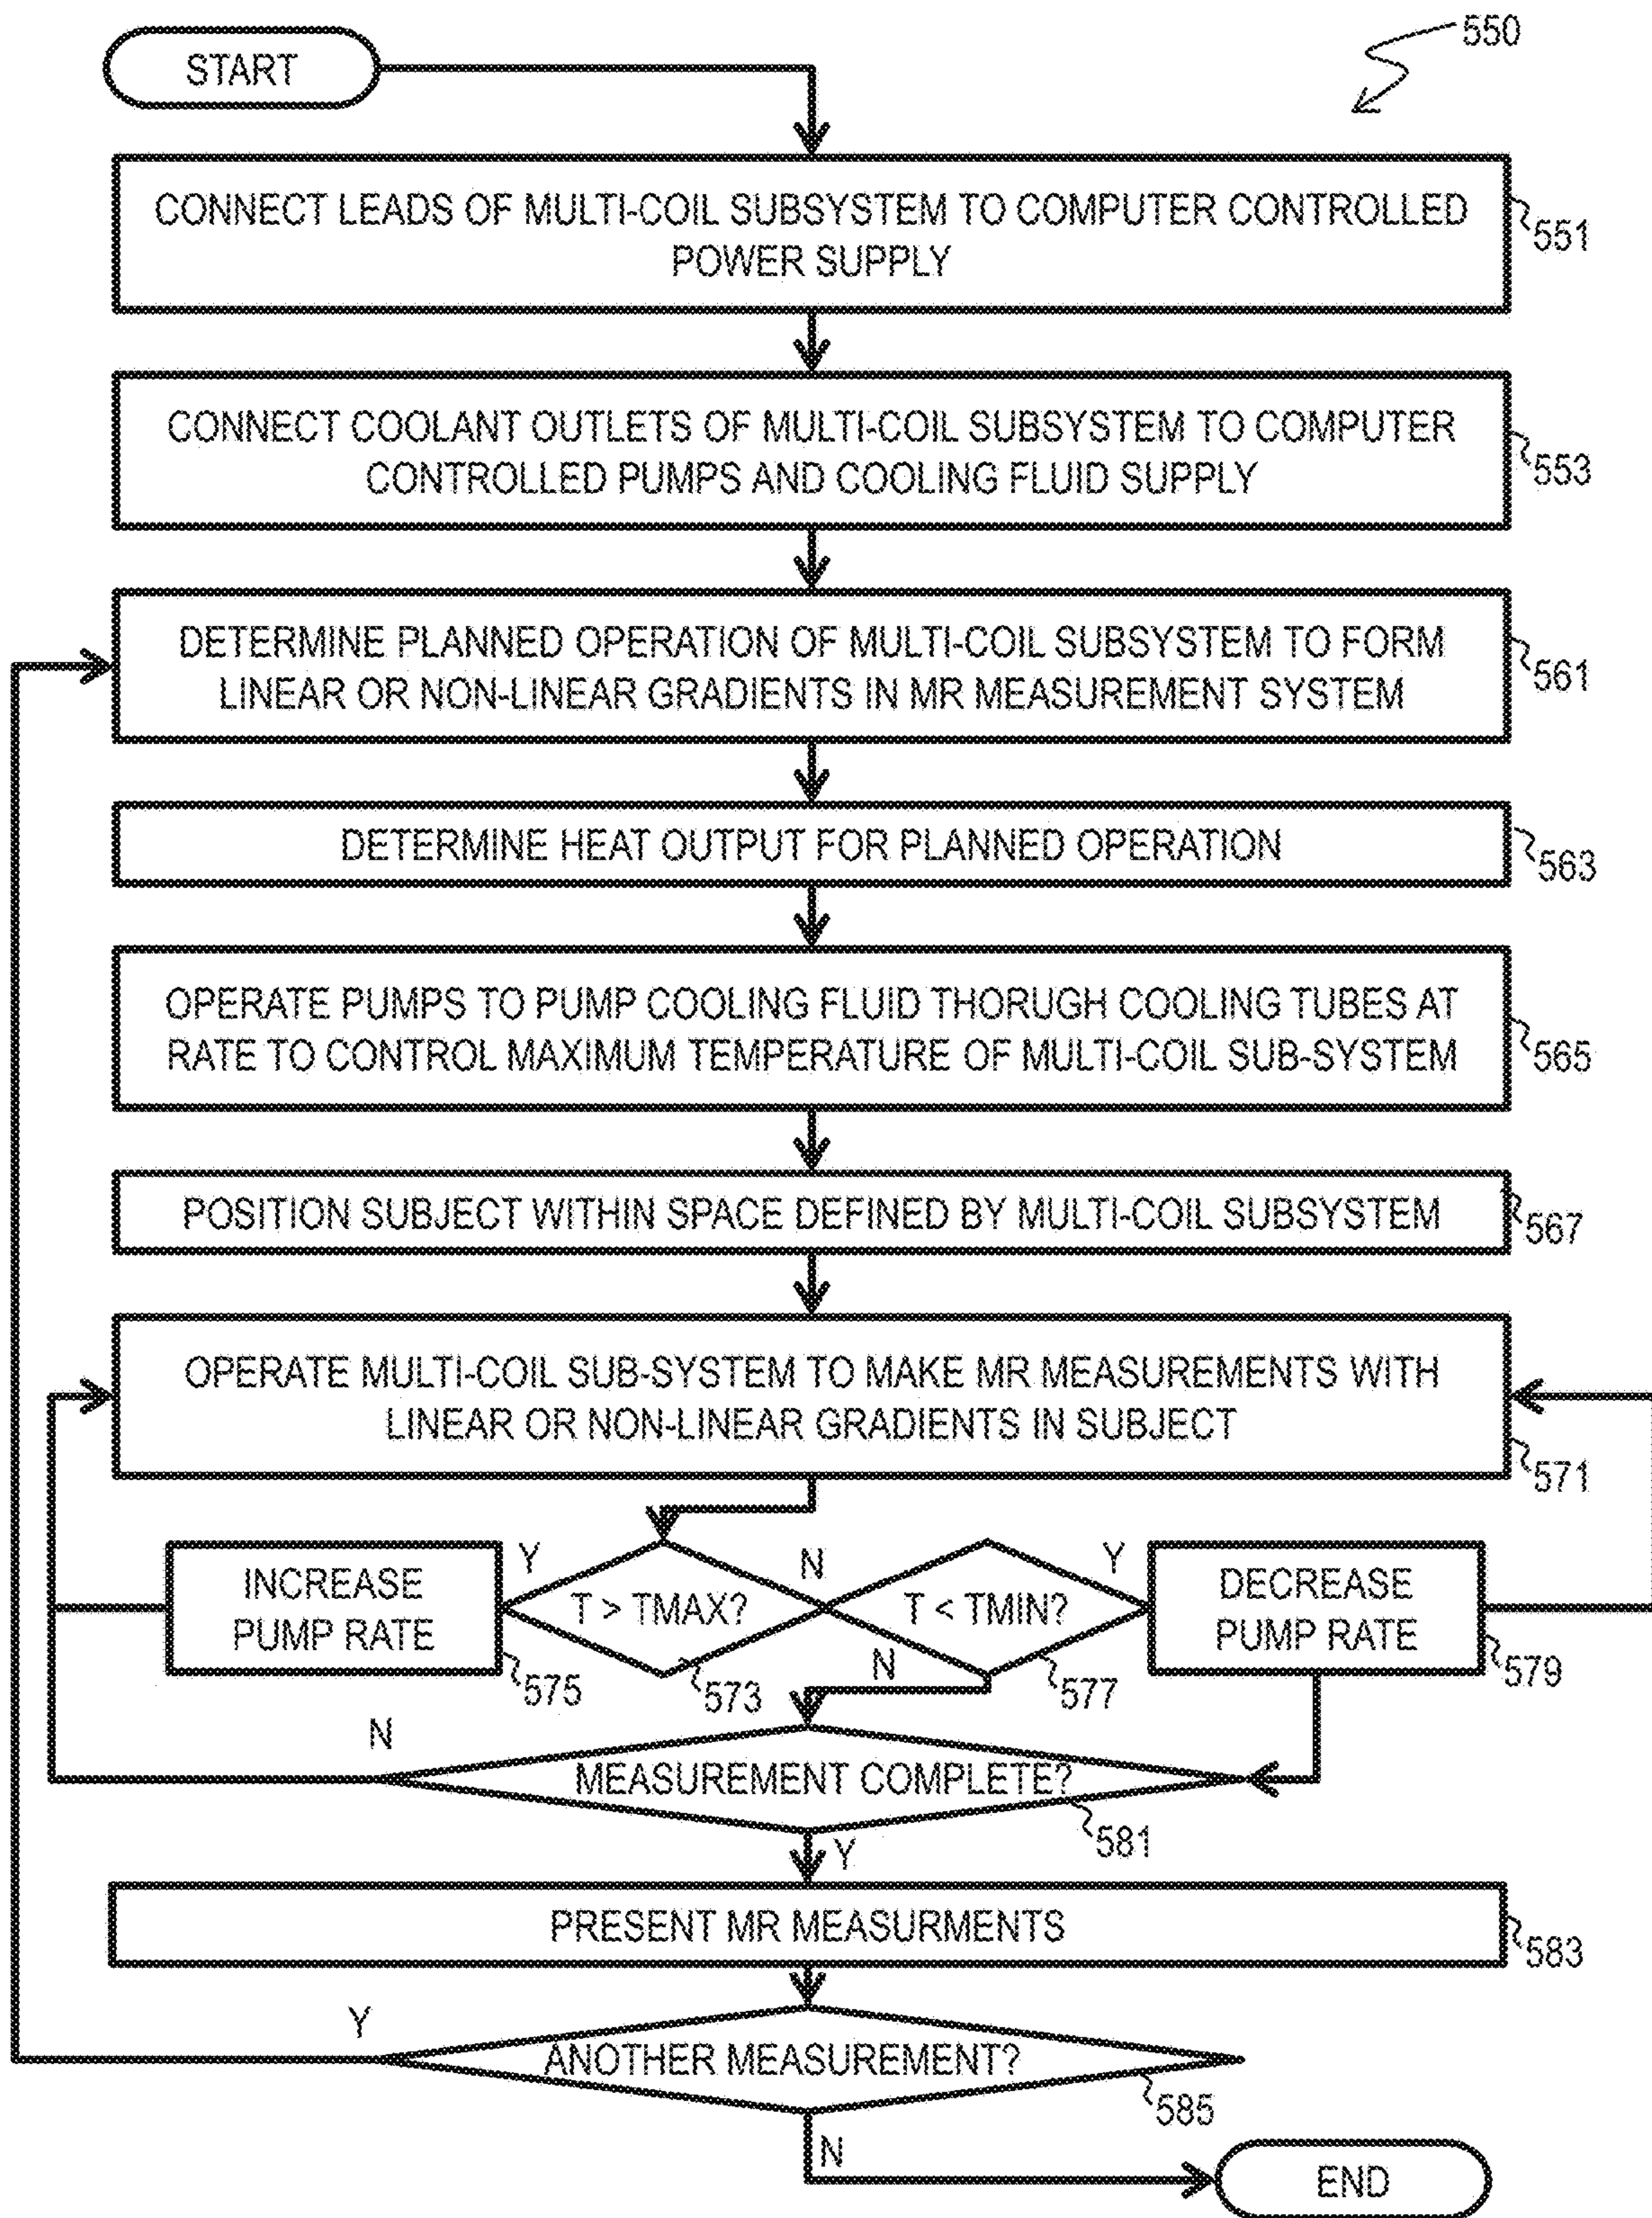 550
START
CONNECT LEADS OF MULTI-COIL SUBSYSTEM TO COMPUTER CONTROLLED
POWER SUPPLY
551
CONNECT COOLANT OUTLETS OF MULTI-COIL SUBSYSTEM TO COMPUTER
CONTROLLED PUMPS AND COOLING FLUID SUPPLY
553
DETERMINE PLANNED OPERATION OF MULTI-COIL SUBSYSTEM TO FORM
LINEAR OR NON-LINEAR GRADIENTS IN MR MEASUREMENT SYSTEM
561
DETERMINE HEAT OUTPUT FOR PLANNED OPERATION
563
OPERATE PUMPS TO PUMP COOLING FLUID THORUGH COOLING TUBES AT
RATE TO CONTROL MAXIMUM TEMPERATURE OF MULTI-COIL SUB-SYSTEM
565
POSITION SUBJECT WITHIN SPACE DEFINED BY MULTI-COIL SUBSYSTEM
567
OPERATE MULTI-COIL SUB-SYSTEM TO MAKE MR MEASUREMENTS WITH
LINEAR OR NON-LINEAR GRADIENTS IN SUBJECT
571
INCREASE
PUMP RATE
575
Y
T > TMAX?
573
N
T < TMIN?
577
Y
DECREASE
PUMP RATE
579
N
N
MEASUREMENT COMPLETE?
581
Y
PRESENT MR MEASURMENTS
583
Y
ANOTHER MEASUREMENT?
585
N
END